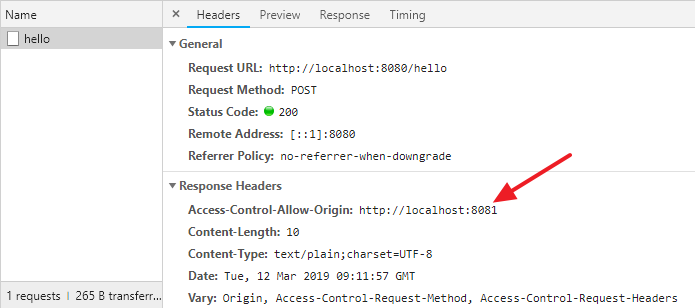 Name
× Headers Preview Response Timing
hello
▼ General
Request URL: http://localhost:8080/hello
Request Method: POST
Status Code: 200
Remote Address: [::1]:8080
Referrer Policy: no-referrer-when-downgrade
▼ Response Headers
Access-Control-Allow-Origin: http://localhost:8081
Content-Length: 10
Content-Type: text/plain;charset=UTF-8
Date: Tue, 12 Mar 2019 09:11:57 GMT
Vary: Origin, Access-Control-Request-Method, Access-Control-Request-Headers
1 requests | 265 B transferr...